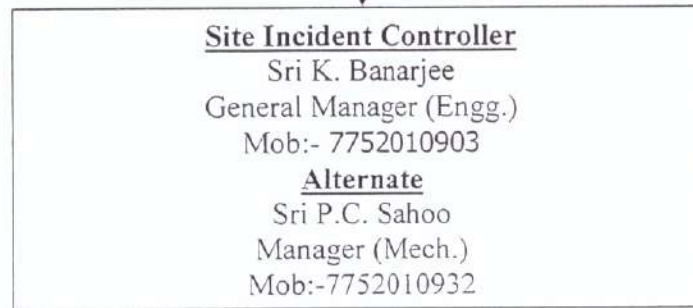 Site Incident Controller
Sri K. Banarjee
General Manager (Engg.)
Mob:- 7752010903
Alternate
Sri P.C. Sahoo
Manager (Mech.)
Mob:-7752010932